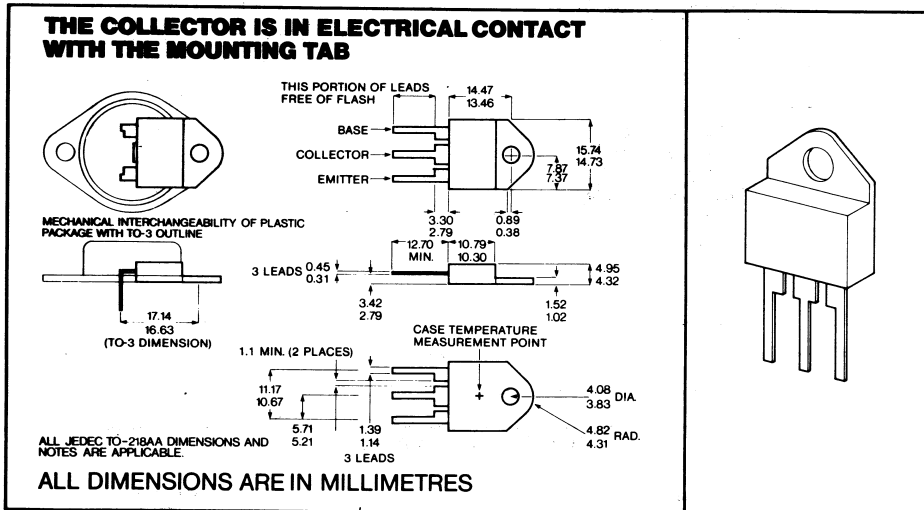 THE COLLECTOR IS IN ELECTRICAL CONTACT
WITH THE MOUNTING TAB
THIS PORTION OF LEADS
FREE OF FLASH
14.47
13.46
BASE
COLLECTOR
EMITTER
15.74
14.73
7.87
7.37
MECHANICAL INTERCHANGEABILITY OF PLASTIC
PACKAGE WITH TO-3 OUTLINE
3.30
2.79
0.89
0.38
12.70
MIN.
10.79
10.30
3 LEADS 0.45
0.31
4.95
4.32
3.42
2.79
1.52
1.02
17.14
16.63
(TO-3 DIMENSION)
CASE TEMPERATURE
MEASUREMENT POINT
1.1 MIN. (2 PLACES)
11.17
10.67
4.08
3.83 DIA.
5.71
5.21
1.39
1.14
3 LEADS
4.82
4.31 RAD.
ALL JEDEC TO-218AA DIMENSIONS AND
NOTES ARE APPLICABLE.
ALL DIMENSIONS ARE IN MILLIMETRES